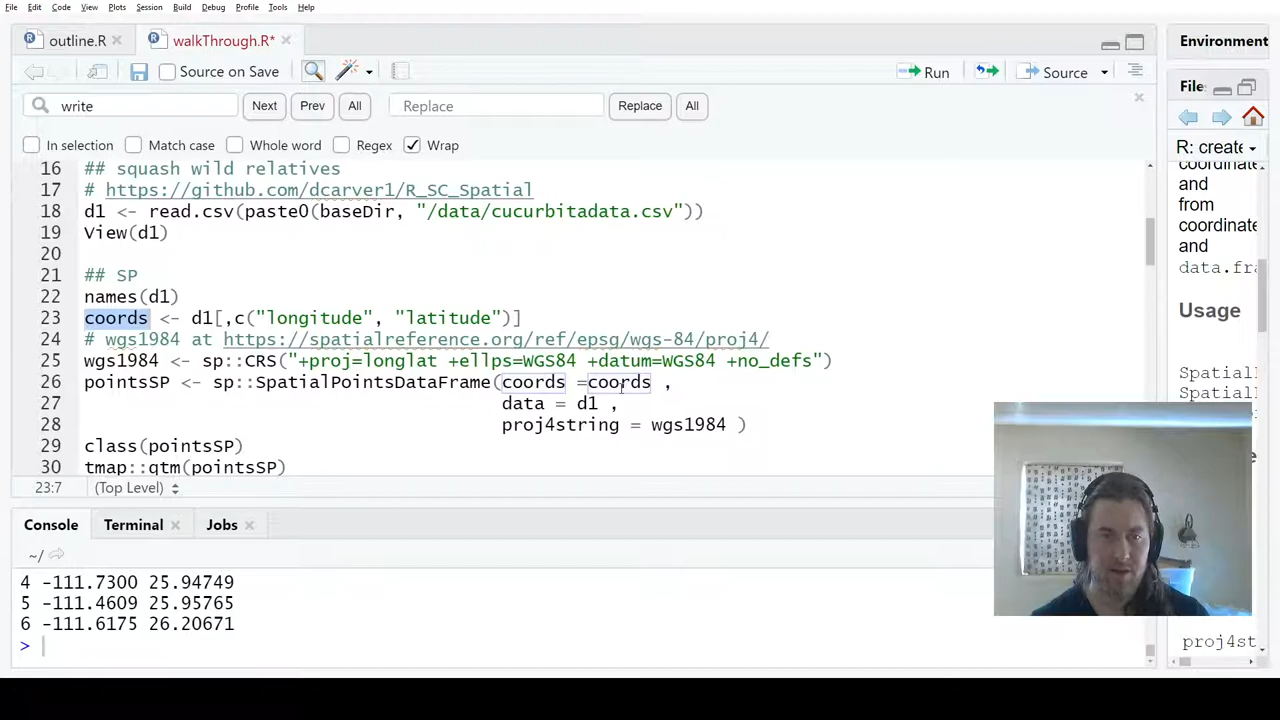 File Edit Code View Plots Session Build Debug Profile Tools Help
outline.R walkThrough.R* Environment
Source on Save Run Source Files
write Next Prev All Replace Replace All
In selection Match case Whole word Regex Wrap R: create
16 ## squash wild relatives
17 # https://github.com/dcarver1/R_SC_Spatial
18 d1 <- read.csv(paste0(baseDir, "/data/cucurbitadata.csv"))
19 View(d1)
20
21 ## SP
22 names(d1)
23 coords <- d1[,c("longitude", "latitude")]
24 # wgs1984 at https://spatialreference.org/ref/epsg/wgs-84/proj4/
25 wgs1984 <- sp::CRS("+proj=longlat +ellps=WGS84 +datum=WGS84 +no_defs")
26 pointsSP <- sp::SpatialPointsDataFrame(coords =coords ,
27 data = d1 ,
28 proj4string = wgs1984 )
29 class(pointsSP)
30 tmap::qtm(pointsSP)
23:7 (Top Level)
coordinate
and
from
coordinate
and
data.fra
Usage
Spatial
Spatial
Console Terminal Jobs
~/
4 -111.7300 25.94749
5 -111.4609 25.95765
6 -111.6175 26.20671
>
proj4st